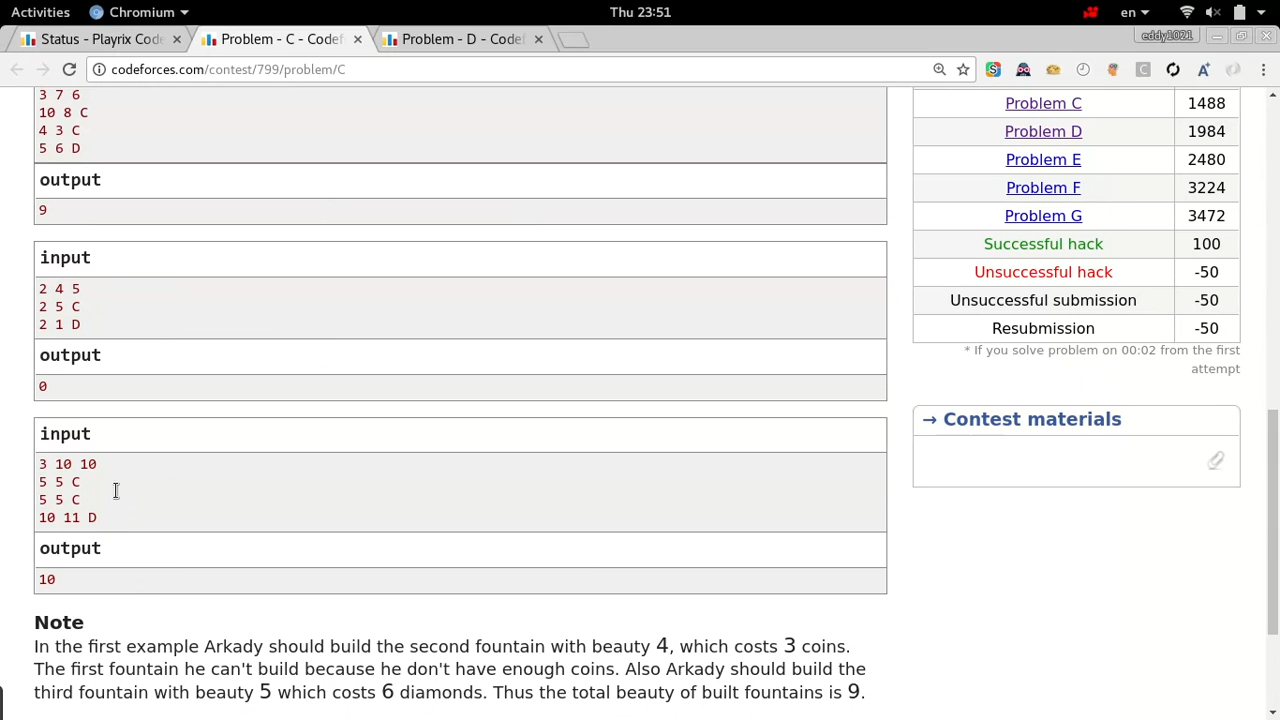 Activities Chromium Thu 23:51 en
Status - Playrix Cod
Problem - C - Codef
Problem - D - Codef
eddy1021
codeforces.com/contest/799/problem/C
3 7 6
10 8 C
4 3 C
5 6 D
output
9
input
2 4 5
2 5 C
2 1 D
output
0
input
3 10 10
5 5 C
5 5 C
10 11 D
output
10
Note
In the first example Arkady should build the second fountain with beauty 4, which costs 3 coins.
The first fountain he can't build because he don't have enough coins. Also Arkady should build the
third fountain with beauty 5 which costs 6 diamonds. Thus the total beauty of built fountains is 9.
Problem C 1488
Problem D 1984
Problem E 2480
Problem F 3224
Problem G 3472
Successful hack 100
Unsuccessful hack -50
Unsuccessful submission -50
Resubmission -50
* If you solve problem on 00:02 from the first
attempt
→ Contest materials